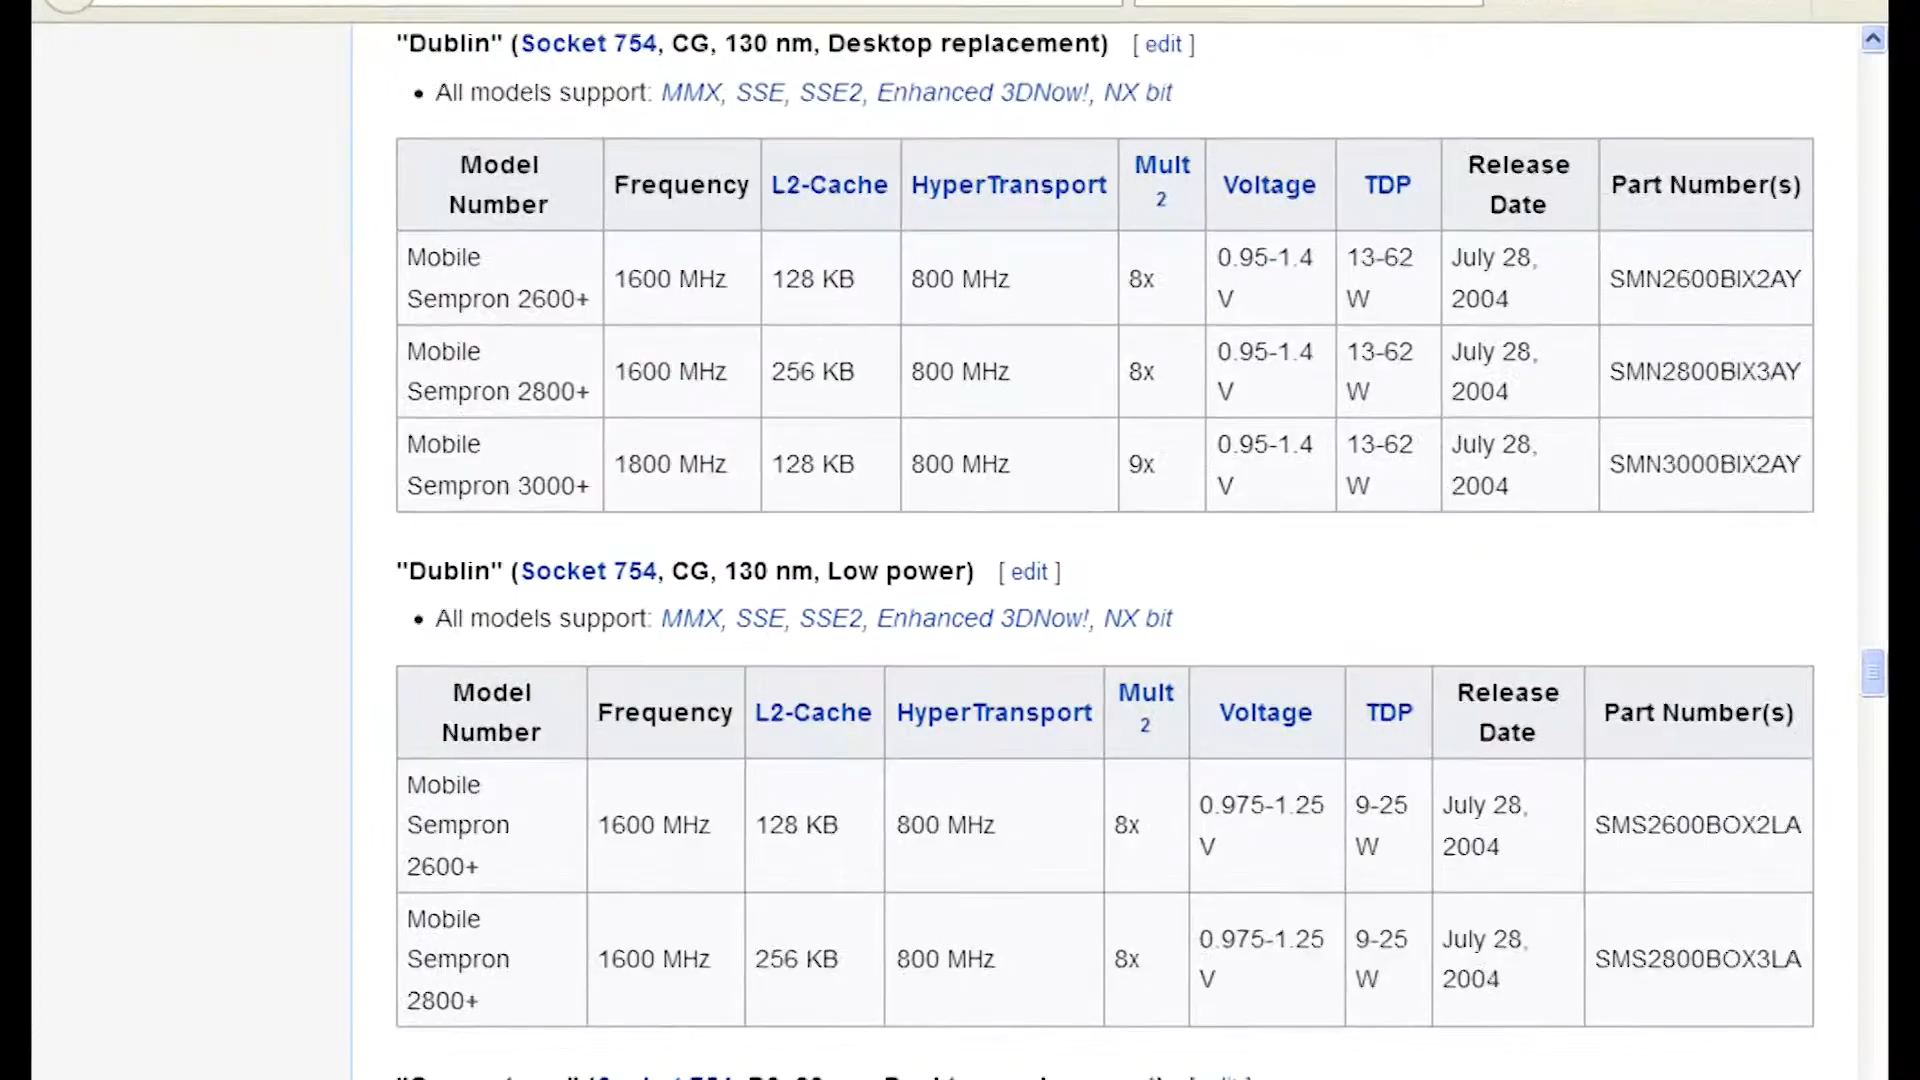 "Dublin" (Socket 754, CG, 130 nm, Desktop replacement) [ edit ]
• All models support: MMX, SSE, SSE2, Enhanced 3DNow!, NX bit
Model Number Frequency L2-Cache HyperTransport Mult 2 Voltage TDP Release Date Part Number(s)
Mobile Sempron 2600+ 1600 MHz 128 KB 800 MHz 8x 0.95-1.4 V 13-62 W July 28, 2004 SMN2600BIX2AY
Mobile Sempron 2800+ 1600 MHz 256 KB 800 MHz 8x 0.95-1.4 V 13-62 W July 28, 2004 SMN2800BIX3AY
Mobile Sempron 3000+ 1800 MHz 128 KB 800 MHz 9x 0.95-1.4 V 13-62 W July 28, 2004 SMN3000BIX2AY
"Dublin" (Socket 754, CG, 130 nm, Low power) [ edit ]
• All models support: MMX, SSE, SSE2, Enhanced 3DNow!, NX bit
Model Number Frequency L2-Cache HyperTransport Mult 2 Voltage TDP Release Date Part Number(s)
Mobile Sempron 2600+ 1600 MHz 128 KB 800 MHz 8x 0.975-1.25 V 9-25 W July 28, 2004 SMS2600BOX2LA
Mobile Sempron 2800+ 1600 MHz 256 KB 800 MHz 8x 0.975-1.25 V 9-25 W July 28, 2004 SMS2800BOX3LA